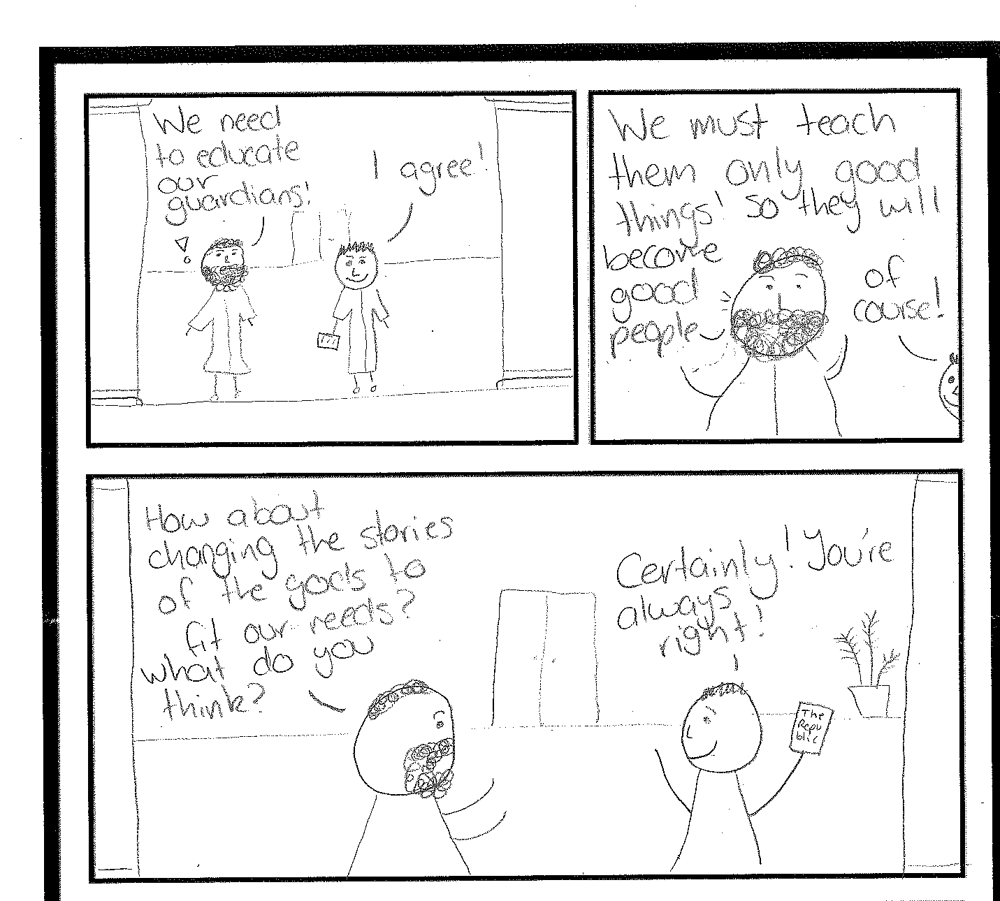 We need
to educate
our
guardians!
I agree!
We must teach
them only good
things! So they will
become
good
people
of
course!
How about
changing the stories
of the gods to
fit our needs?
what do you
think?
Certainly! You're
always
right!
The
Repu
blic